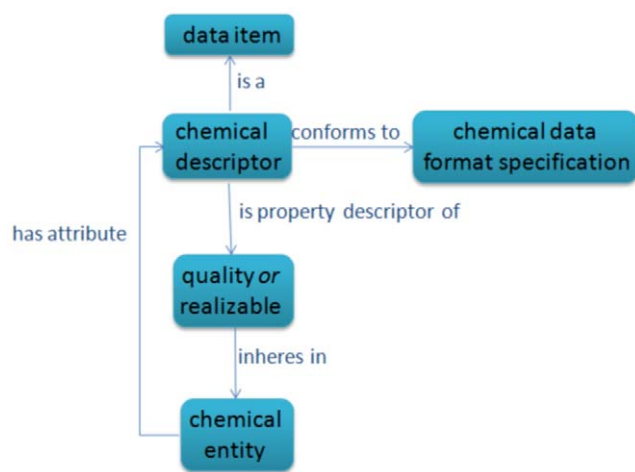 data item
is a
chemical
descriptor
conforms to
chemical data
format specification
is property descriptor of
has attribute
quality or
realizable
inheres in
chemical
entity